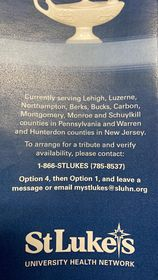 Currently serving Lehigh, Luzerne,
Northampton, Berks, Bucks, Carbon,
Montgomery, Monroe and Schuylkill
counties in Pennsylvania and Warren
and Hunterdon counties in New Jersey.
To arrange for a tribute and verify
availability, please contact:
1-866-STLUKES (785-8537)
Option 4, then Option 1, and leave a
message or email mystlukes@sluhn.org
St Luke's
UNIVERSITY HEALTH NETWORK